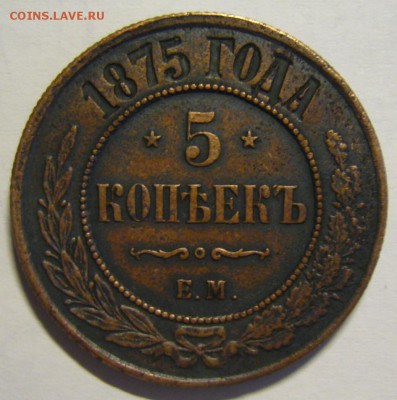 COINS.LAVE.RU
1875 ГОДА
* 5 *
КОПѢЕКЪ
Е.М.